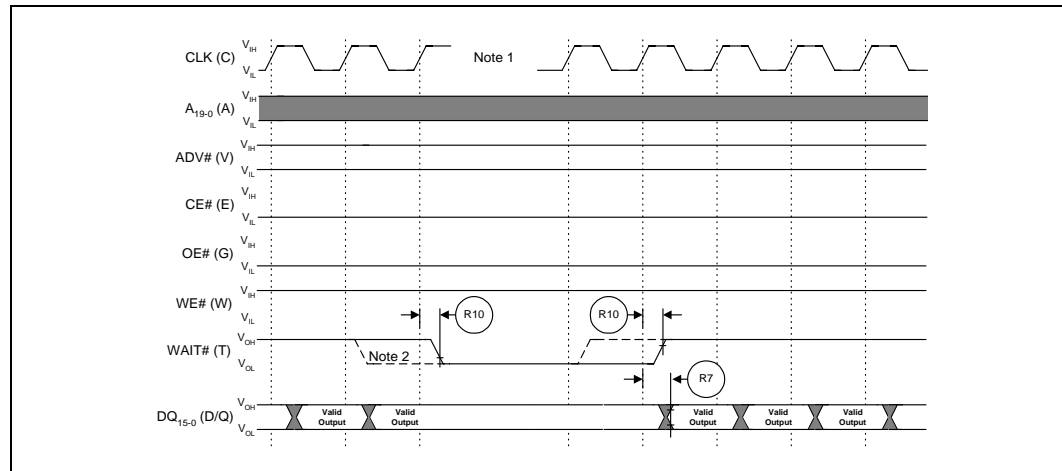 CLK (C) V_IH V_IL Note 1
A_19-0 (A) V_IH V_IL
ADV# (V) V_IH V_IL
CE# (E) V_IH V_IL
OE# (G) V_IH V_IL
WE# (W) V_IH V_IL
R10 R10
WAIT# (T) V_OH V_OL Note 2
R7
DQ_15-0 (D/Q) V_OH V_OL
Valid Output Valid Output Valid Output Valid Output Valid Output